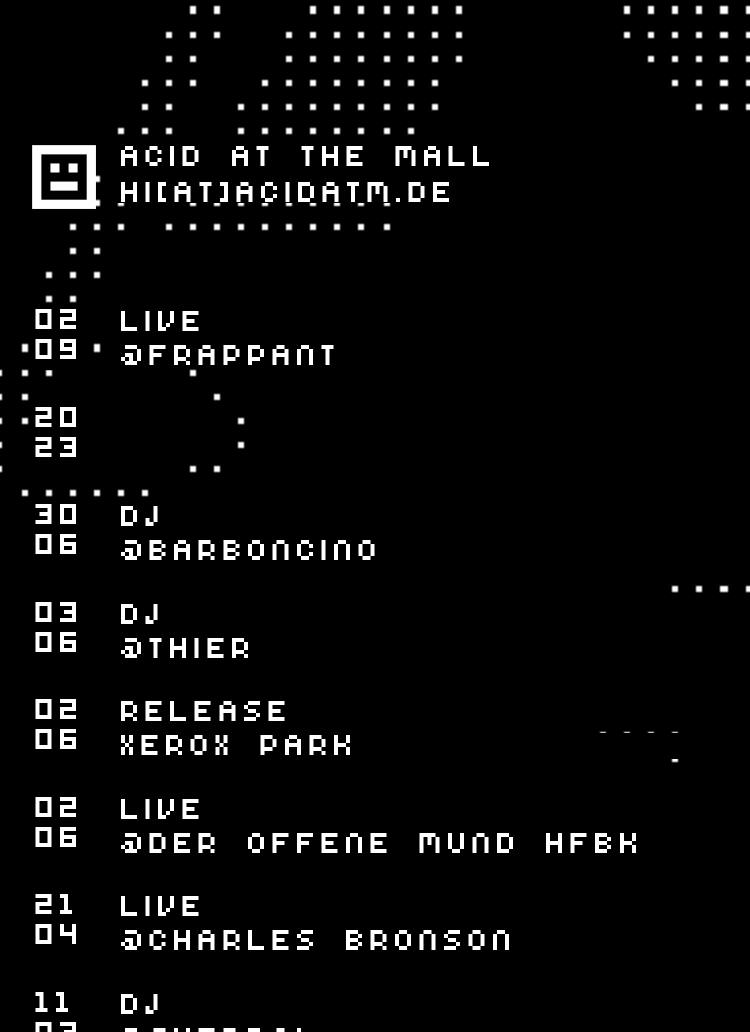 ACID AT THE MALL
HI[AT]ACIDATM.DE
02 LIVE
09 @FRAPPANT
20
23
30 DJ
06 @BARBONCINO
03 DJ
06 @THIER
02 RELEASE
06 XEROX PARK
02 LIVE
06 @DER OFFENE MUND HFBK
21 LIVE
04 @CHARLES BRONSON
11 DJ